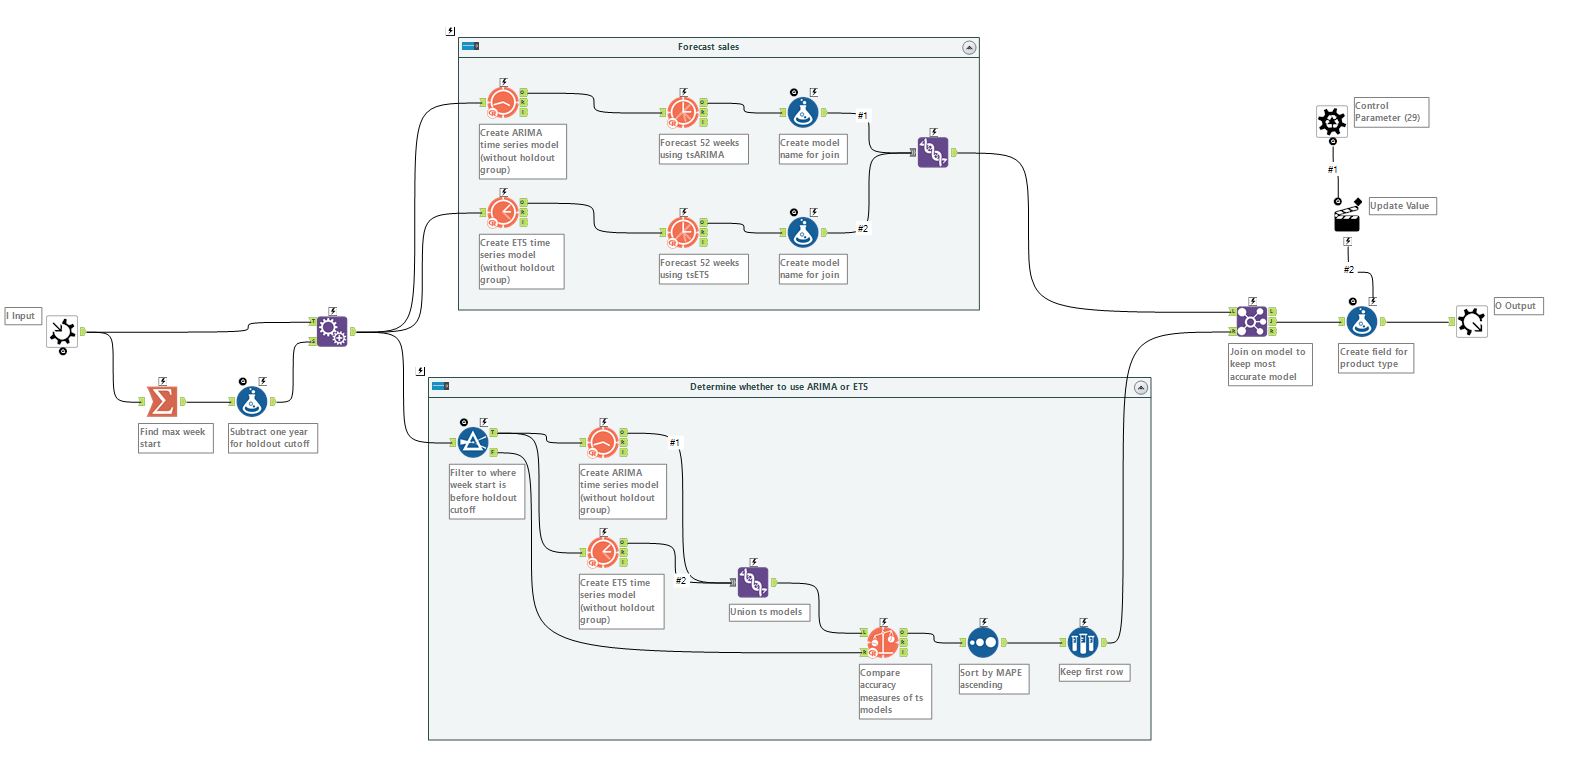 Forecast sales
Create ARIMA
time series model
(without holdout
group)
Forecast 52 weeks
using tsARIMA
Create model
name for join
#1
Create ETS time
series model
(without holdout
group)
Forecast 52 weeks
using tsETS
Create model
name for join
#2
Control
Parameter (29)
#1
Update Value
#2
I Input
Find max week
start
Subtract one year
for holdout cutoff
Join on model to
keep most
accurate model
Create field for
product type
O Output
Determine whether to use ARIMA or ETS
Filter to where
week start is
before holdout
cutoff
Create ARIMA
time series model
(without holdout
group)
#1
Create ETS time
series model
(without holdout
group)
#2
Union ts models
Compare
accuracy
measures of ts
models
Sort by MAPE
ascending
Keep first row